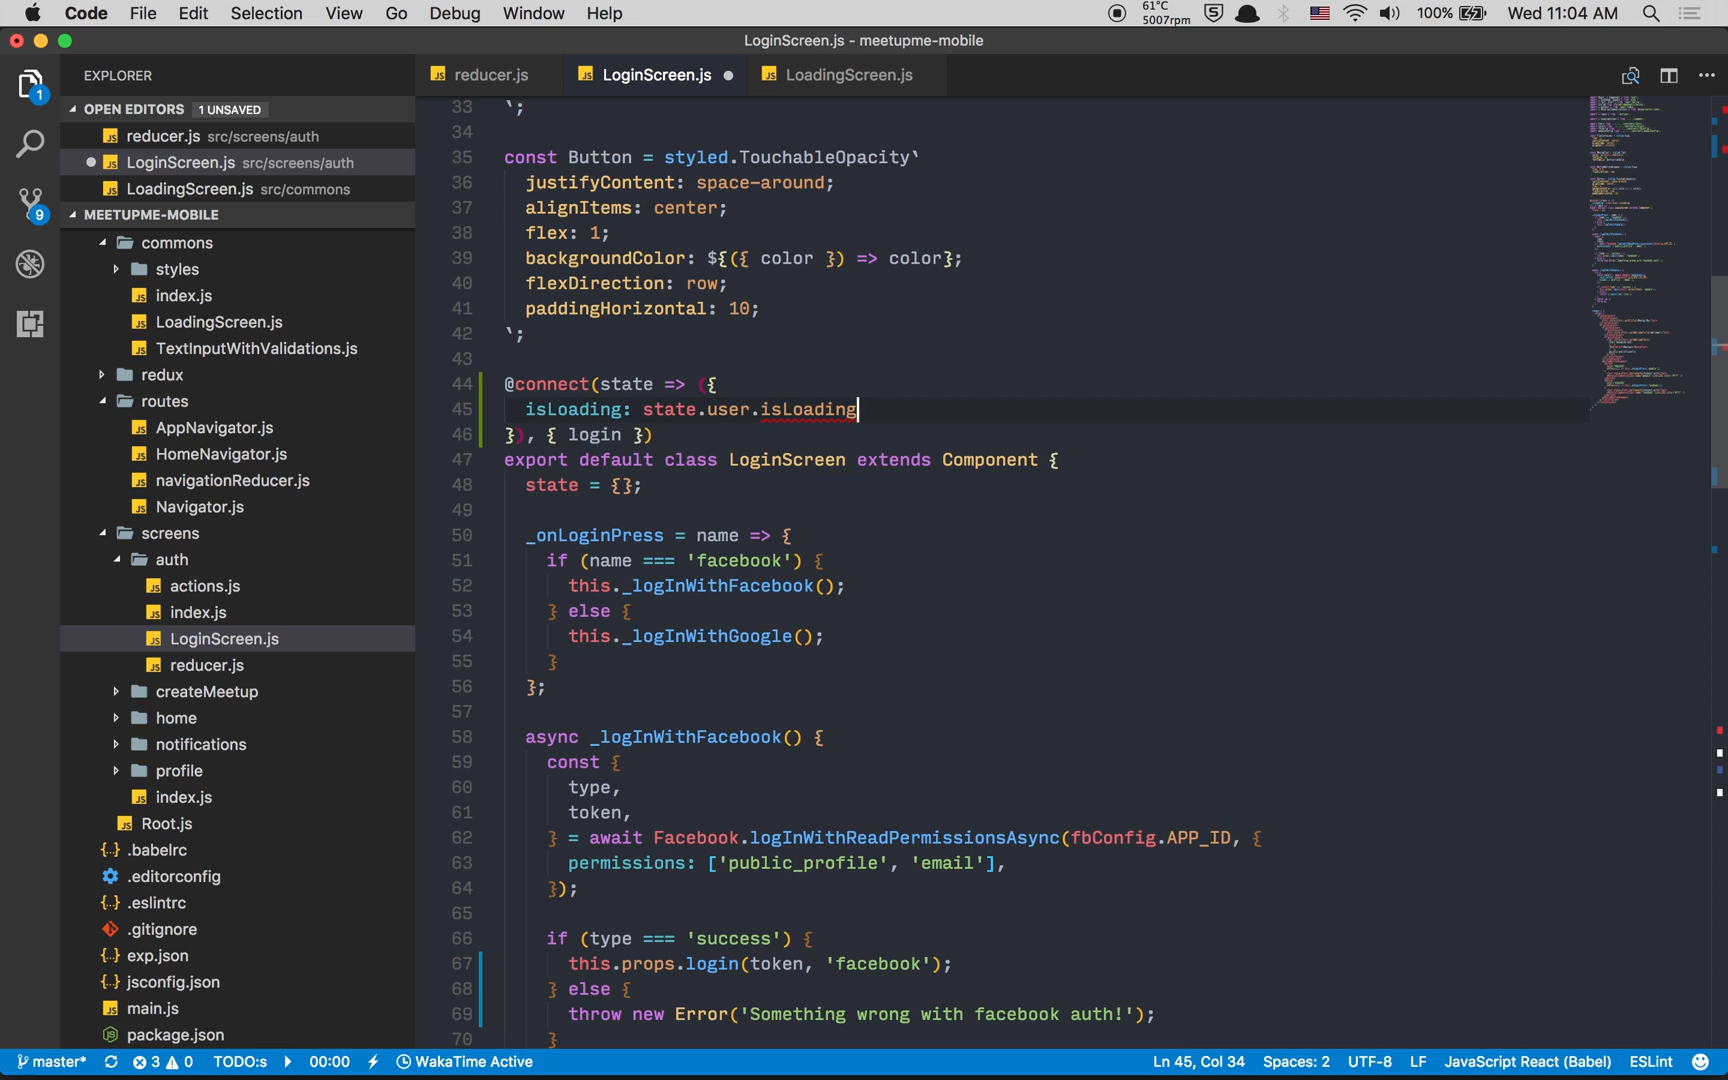 Code File Edit Selection View Go Debug Window Help 61°C 5007rpm 100% Wed 11:04 AM
LoginScreen.js - meetupme-mobile
EXPLORER
OPEN EDITORS 1 UNSAVED
reducer.js src/screens/auth
LoginScreen.js src/screens/auth
LoadingScreen.js src/commons
MEETUPME-MOBILE
commons
styles
index.js
LoadingScreen.js
TextInputWithValidations.js
redux
routes
AppNavigator.js
HomeNavigator.js
navigationReducer.js
Navigator.js
screens
auth
actions.js
index.js
LoginScreen.js
reducer.js
createMeetup
home
notifications
profile
index.js
Root.js
.babelrc
.editorconfig
.eslintrc
.gitignore
exp.json
jsconfig.json
main.js
package.json
1
9
reducer.js LoginScreen.js LoadingScreen.js
33 `;
34
35 const Button = styled.TouchableOpacity`
36 justifyContent: space-around;
37 alignItems: center;
38 flex: 1;
39 backgroundColor: ${({ color }) => color};
40 flexDirection: row;
41 paddingHorizontal: 10;
42 `;
43
44 @connect(state => ({
45 isLoading: state.user.isLoading
46 }), { login })
47 export default class LoginScreen extends Component {
48 state = {};
49
50 _onLoginPress = name => {
51 if (name === 'facebook') {
52 this._logInWithFacebook();
53 } else {
54 this._logInWithGoogle();
55 }
56 };
57
58 async _logInWithFacebook() {
59 const {
60 type,
61 token,
62 } = await Facebook.logInWithReadPermissionsAsync(fbConfig.APP_ID, {
63 permissions: ['public_profile', 'email'],
64 });
65
66 if (type === 'success') {
67 this.props.login(token, 'facebook');
68 } else {
69 throw new Error('Something wrong with facebook auth!');
70 }
master* 3 0 TODO:s 00:00 WakaTime Active Ln 45, Col 34 Spaces: 2 UTF-8 LF JavaScript React (Babel) ESLint